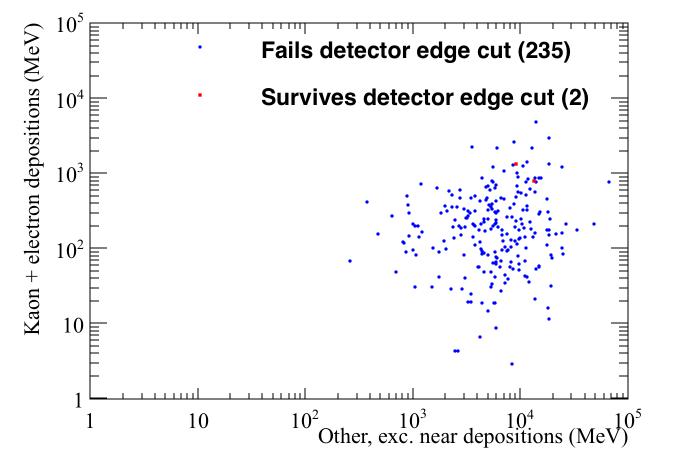 10^5
Fails detector edge cut (235)
10^4
Survives detector edge cut (2)
10^3
10^2
10
1
Kaon + electron depositions (MeV)
1 10 10^2 10^3 10^4 10^5
Other, exc. near depositions (MeV)